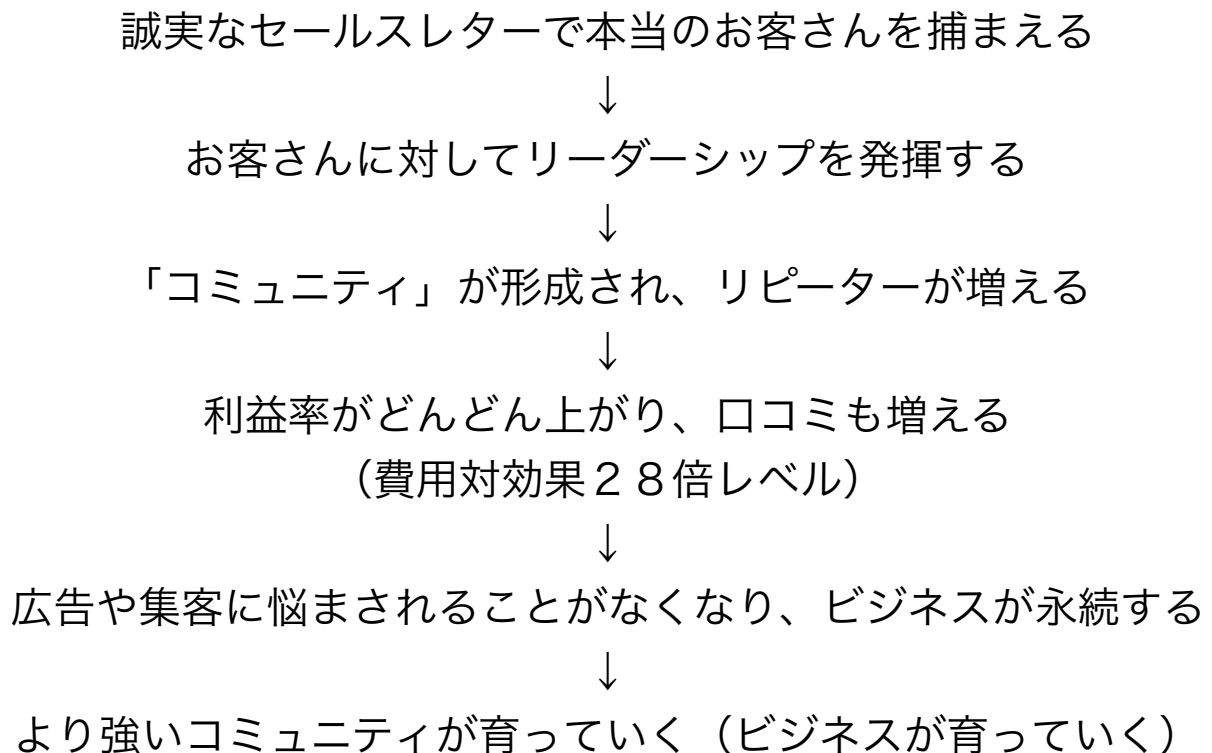 誠実なセールスレターで本当のお客さんを捕まえる
↓
お客さんに対してリーダーシップを発揮する
↓
「コミュニティ」が形成され、リピーターが増える
↓
利益率がどんどん上がり、口コミも増える
（費用対効果２８倍レベル）
↓
広告や集客に悩まされることがなくなり、ビジネスが永続する
↓
より強いコミュニティが育っていく（ビジネスが育っていく）